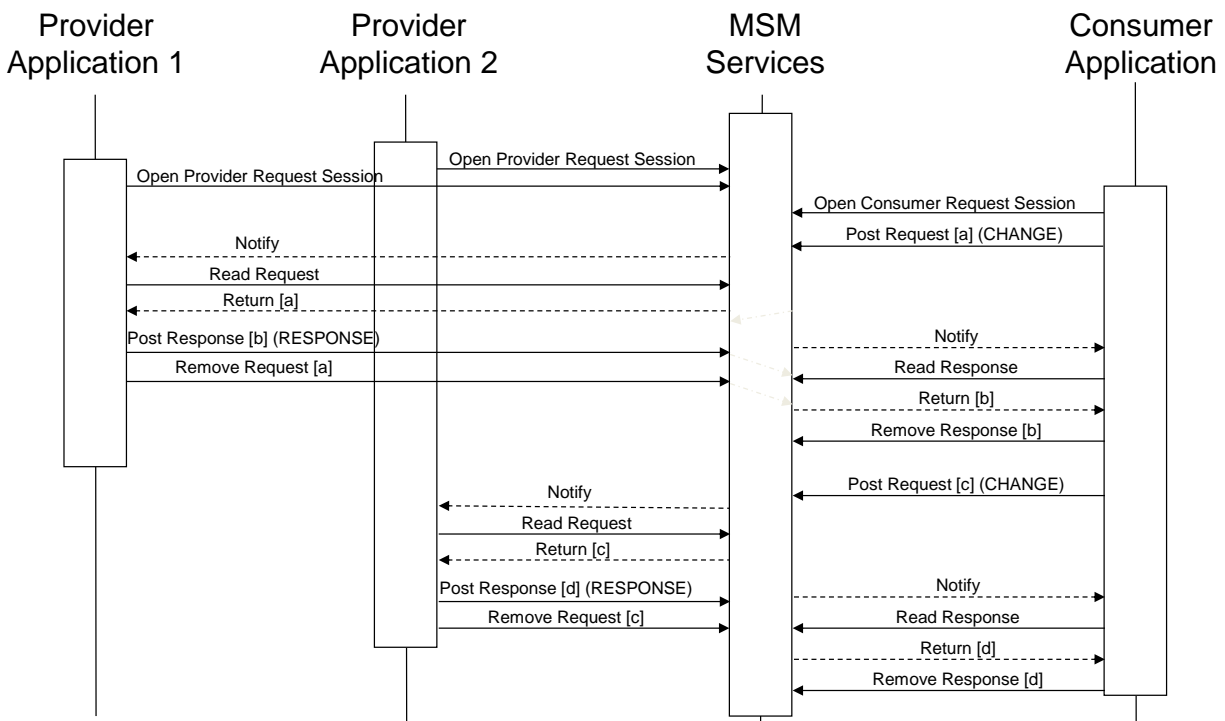 Provider
Application 1
Provider
Application 2
MSM
Services
Consumer
Application
Open Provider Request Session
Open Provider Request Session
Open Consumer Request Session
Post Request [a] (CHANGE)
Notify
Read Request
Return [a]
Post Response [b] (RESPONSE)
Notify
Remove Request [a]
Read Response
Return [b]
Remove Response [b]
Post Request [c] (CHANGE)
Notify
Read Request
Return [c]
Post Response [d] (RESPONSE)
Notify
Remove Request [c]
Read Response
Return [d]
Remove Response [d]